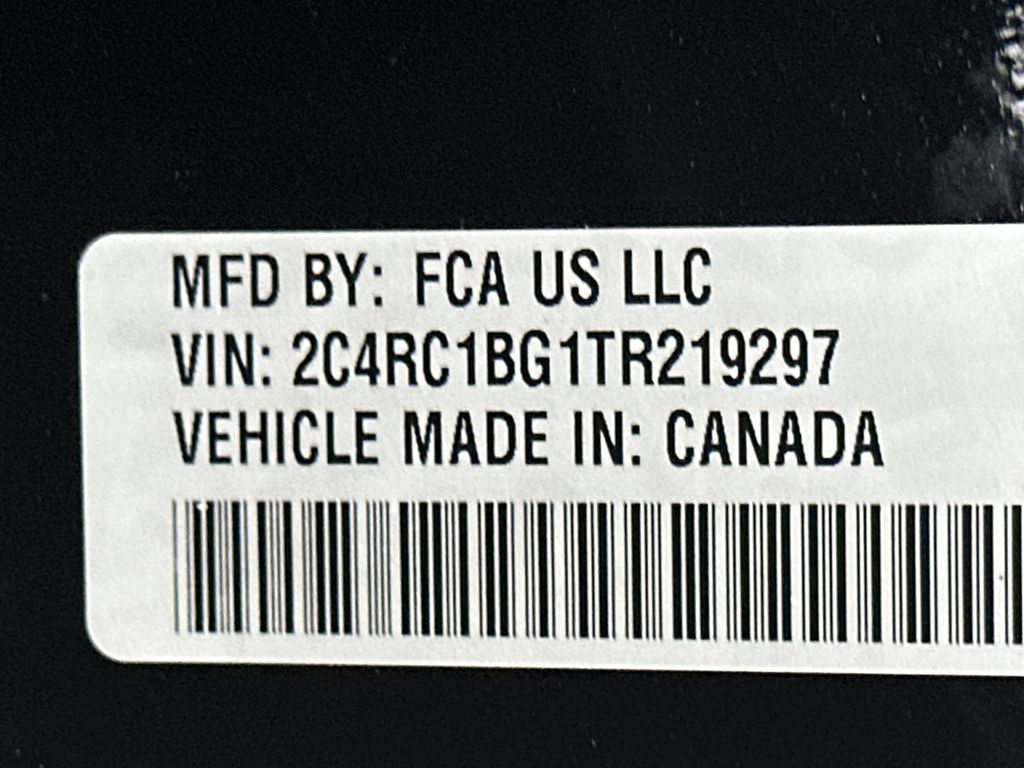 MFD BY: FCA US LLC
VIN: 2C4RC1BG1TR219297
VEHICLE MADE IN: CANADA